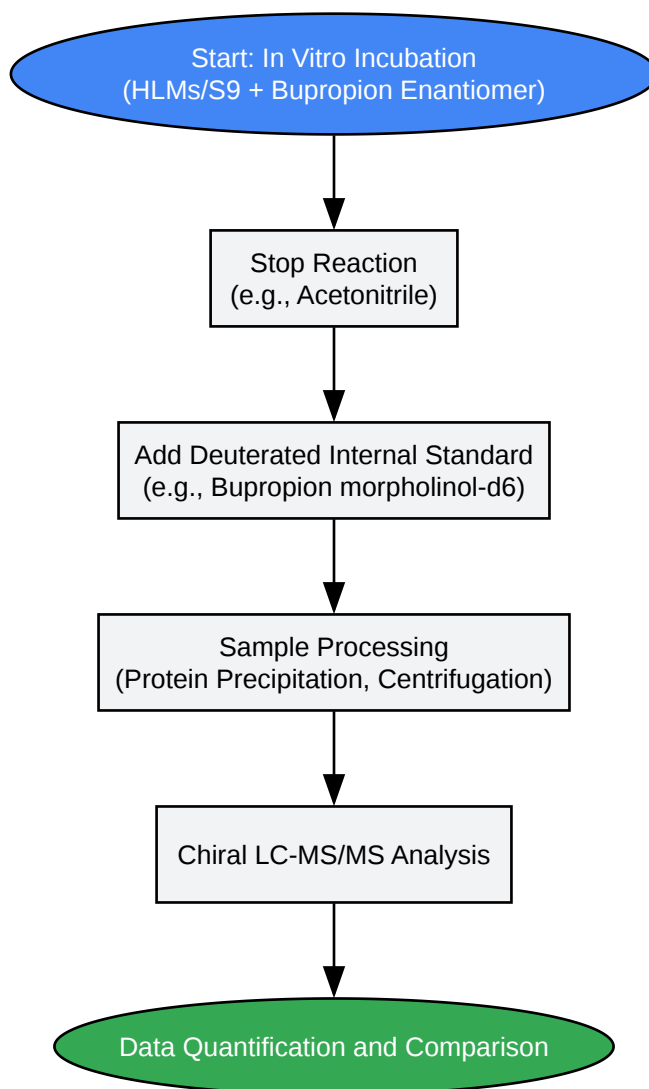 Start: In Vitro Incubation
(HLMs/S9 + Bupropion Enantiomer)
Stop Reaction
(e.g., Acetonitrile)
Add Deuterated Internal Standard
(e.g., Bupropion morpholinol-d6)
Sample Processing
(Protein Precipitation, Centrifugation)
Chiral LC-MS/MS Analysis
Data Quantification and Comparison